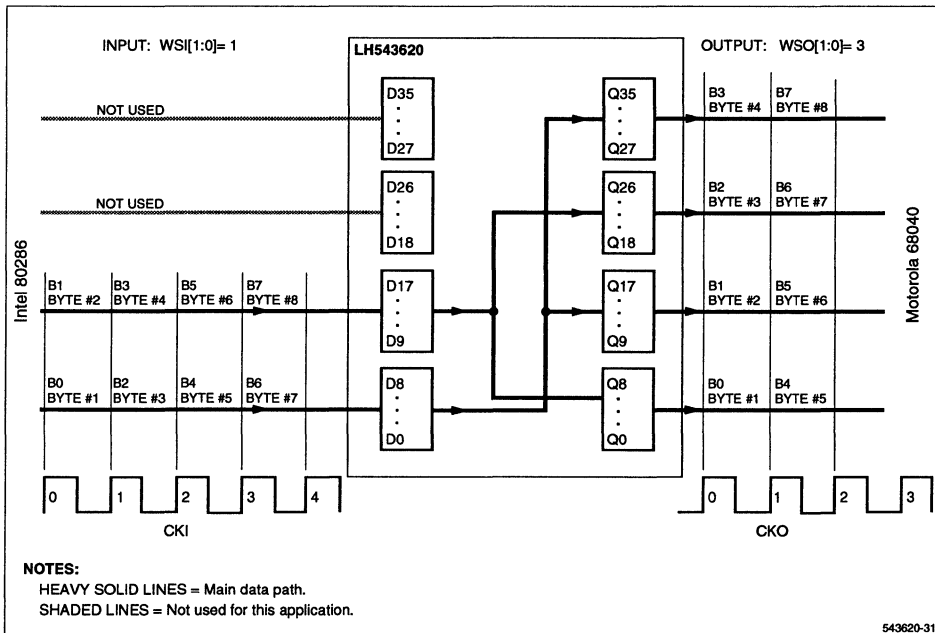 INPUT: WSI[1:0]= 1
LH543620
OUTPUT: WSO[1:0]= 3
NOT USED
D35
D27
Q35
Q27
B3
BYTE #4
B7
BYTE #8
NOT USED
D26
D18
Q26
Q18
B2
BYTE #3
B6
BYTE #7
Intel 80286
B1
BYTE #2
B3
BYTE #4
B5
BYTE #6
B7
BYTE #8
D17
D9
Q17
Q9
B1
BYTE #2
B5
BYTE #6
Motorola 68040
B0
BYTE #1
B2
BYTE #3
B4
BYTE #5
B6
BYTE #7
D8
D0
Q8
Q0
B0
BYTE #1
B4
BYTE #5
0 1 2 3 4
CKI
0 1 2 3
CKO
NOTES:
HEAVY SOLID LINES = Main data path.
SHADED LINES = Not used for this application.
543620-31